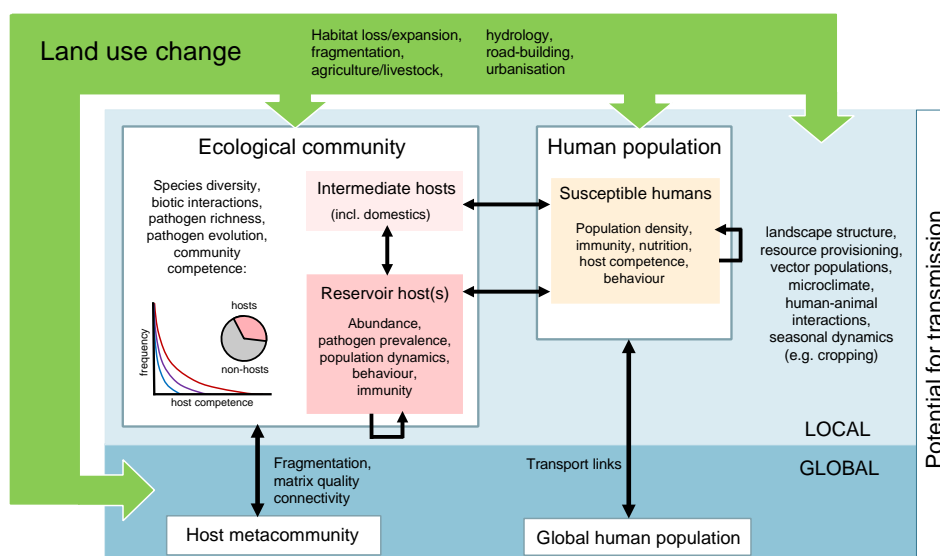 Land use change
Habitat loss/expansion,
fragmentation,
agriculture/livestock,
hydrology,
road-building,
urbanisation
Ecological community
Species diversity,
biotic interactions,
pathogen richness,
pathogen evolution,
community
competence:
frequency
host competence
hosts
non-hosts
Intermediate hosts
(incl. domestics)
Reservoir host(s)
Abundance,
pathogen prevalence,
population dynamics,
behaviour,
immunity
Human population
Susceptible humans
Population density,
immunity, nutrition,
host competence,
behaviour
landscape structure,
resource provisioning,
vector populations,
microclimate,
human-animal
interactions,
seasonal dynamics
(e.g. cropping)
Potential for transmission
LOCAL
GLOBAL
Fragmentation,
matrix quality
connectivity
Transport links
Host metacommunity
Global human population